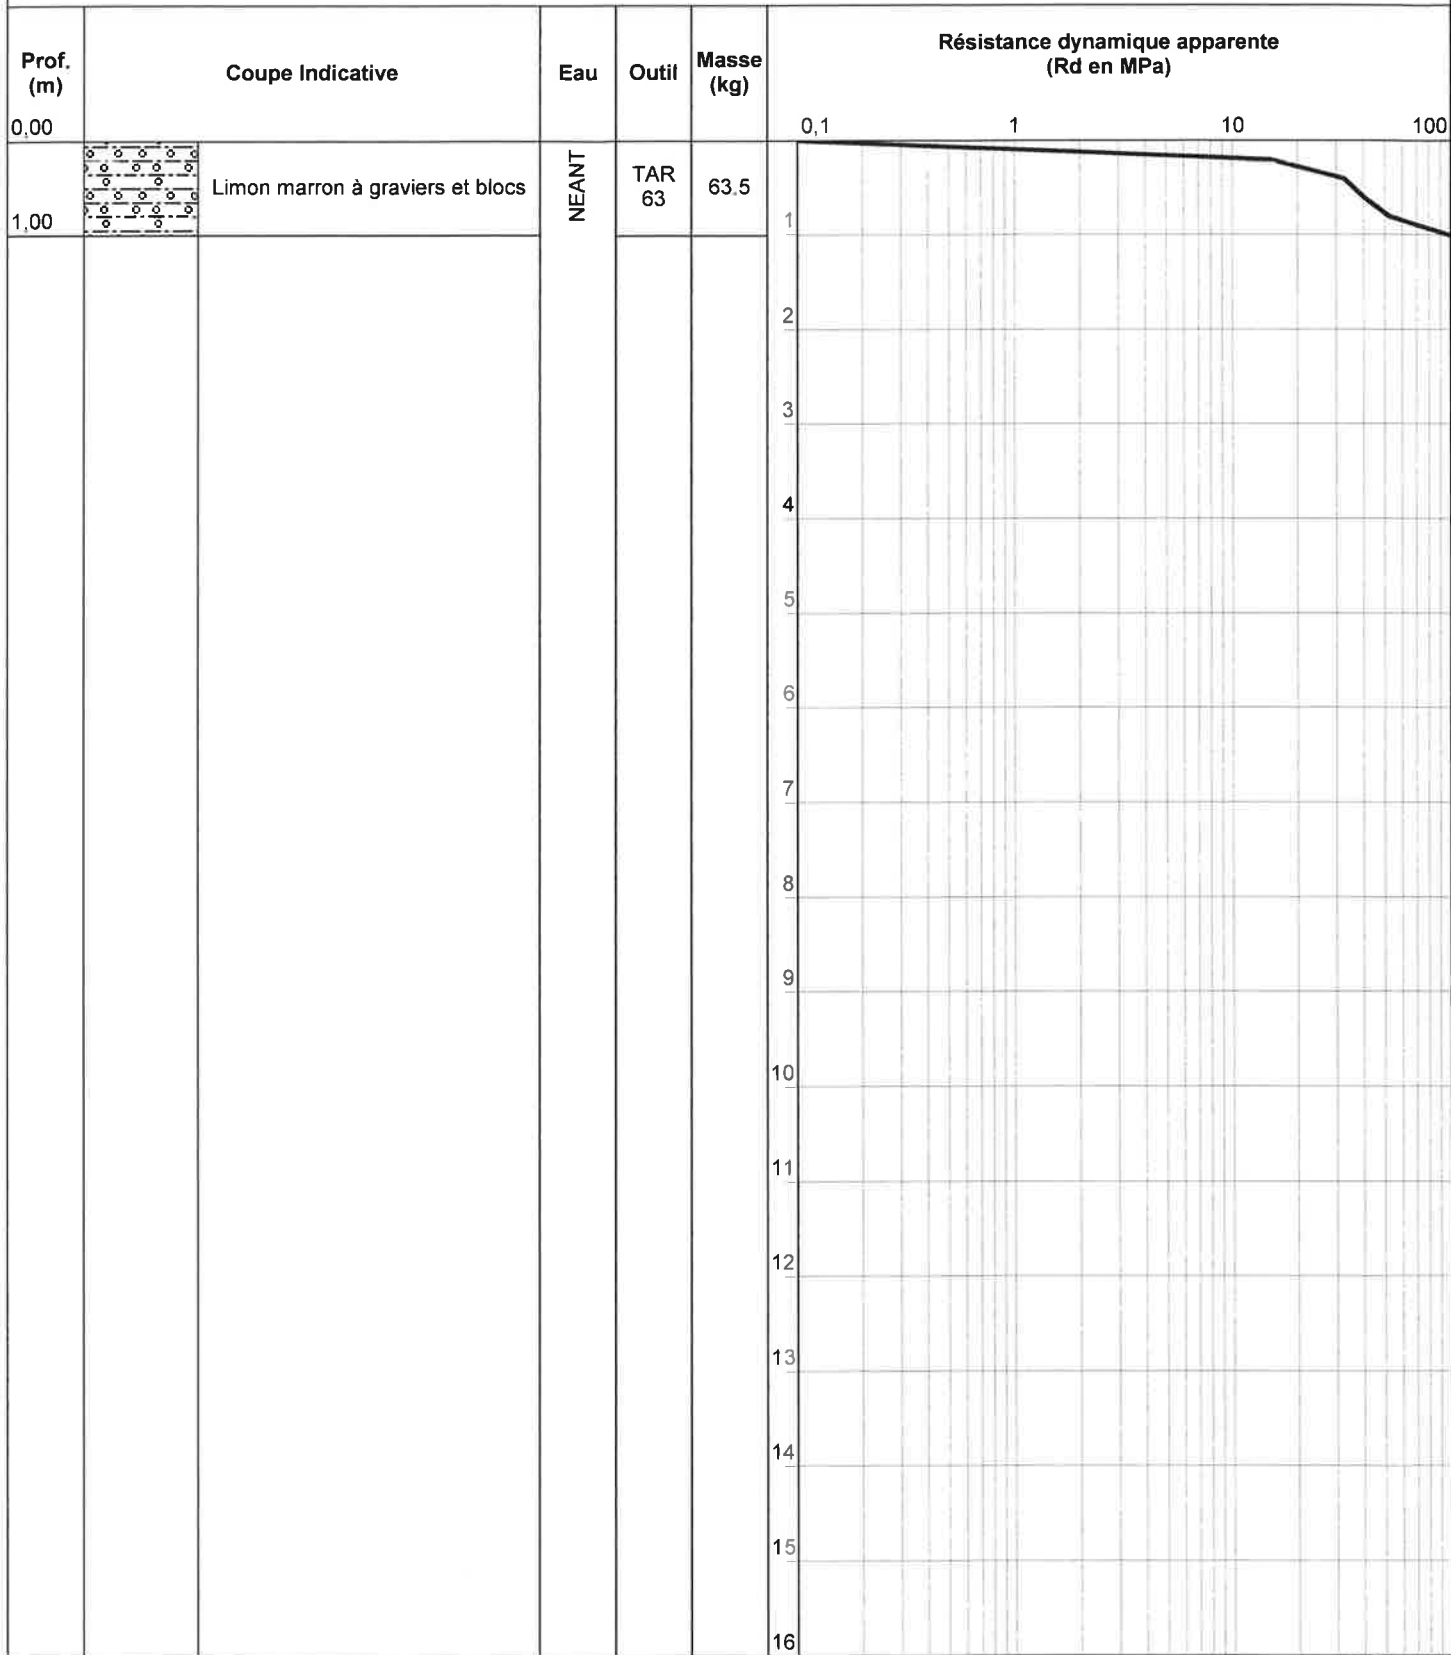 Prof.
(m)
Coupe Indicative
Eau
Outil
Masse
(kg)
Résistance dynamique apparente
(Rd en MPa)
0,00
0,1 1 10 100
Limon marron à graviers et blocs
NEANT
TAR
63
63.5
1,00
1
2
3
4
5
6
7
8
9
10
11
12
13
14
15
16